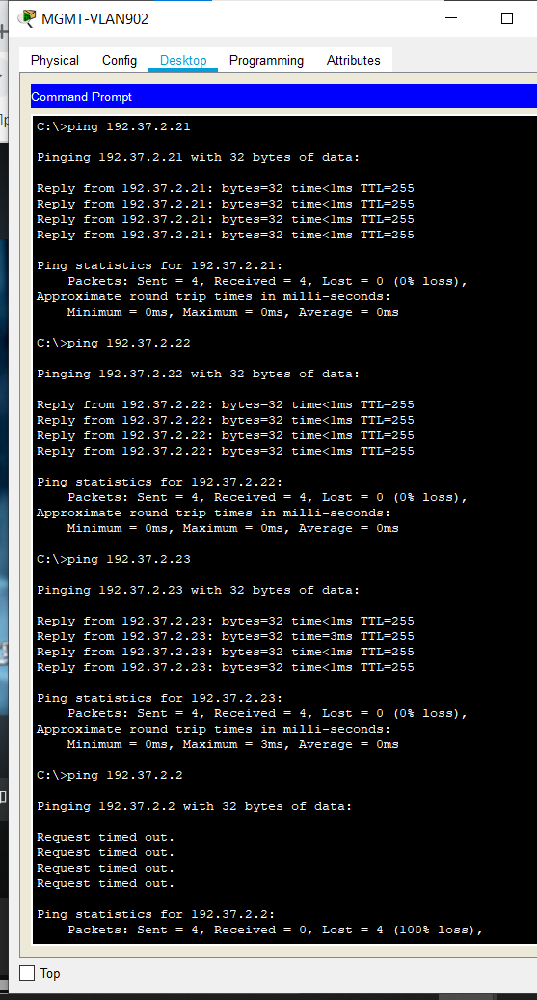 MGMT-VLAN902
Physical Config Desktop Programming Attributes
Command Prompt
C:\>ping 192.37.2.21
Pinging 192.37.2.21 with 32 bytes of data:
Reply from 192.37.2.21: bytes=32 time<1ms TTL=255
Reply from 192.37.2.21: bytes=32 time<1ms TTL=255
Reply from 192.37.2.21: bytes=32 time<1ms TTL=255
Reply from 192.37.2.21: bytes=32 time<1ms TTL=255
Ping statistics for 192.37.2.21:
Packets: Sent = 4, Received = 4, Lost = 0 (0% loss),
Approximate round trip times in milli-seconds:
Minimum = 0ms, Maximum = 0ms, Average = 0ms
C:\>ping 192.37.2.22
Pinging 192.37.2.22 with 32 bytes of data:
Reply from 192.37.2.22: bytes=32 time<1ms TTL=255
Reply from 192.37.2.22: bytes=32 time<1ms TTL=255
Reply from 192.37.2.22: bytes=32 time<1ms TTL=255
Reply from 192.37.2.22: bytes=32 time<1ms TTL=255
Ping statistics for 192.37.2.22:
Packets: Sent = 4, Received = 4, Lost = 0 (0% loss),
Approximate round trip times in milli-seconds:
Minimum = 0ms, Maximum = 0ms, Average = 0ms
C:\>ping 192.37.2.23
Pinging 192.37.2.23 with 32 bytes of data:
Reply from 192.37.2.23: bytes=32 time<1ms TTL=255
Reply from 192.37.2.23: bytes=32 time=3ms TTL=255
Reply from 192.37.2.23: bytes=32 time<1ms TTL=255
Reply from 192.37.2.23: bytes=32 time<1ms TTL=255
Ping statistics for 192.37.2.23:
Packets: Sent = 4, Received = 4, Lost = 0 (0% loss),
Approximate round trip times in milli-seconds:
Minimum = 0ms, Maximum = 3ms, Average = 0ms
C:\>ping 192.37.2.2
Pinging 192.37.2.2 with 32 bytes of data:
Request timed out.
Request timed out.
Request timed out.
Request timed out.
Ping statistics for 192.37.2.2:
Packets: Sent = 4, Received = 0, Lost = 4 (100% loss),
Top